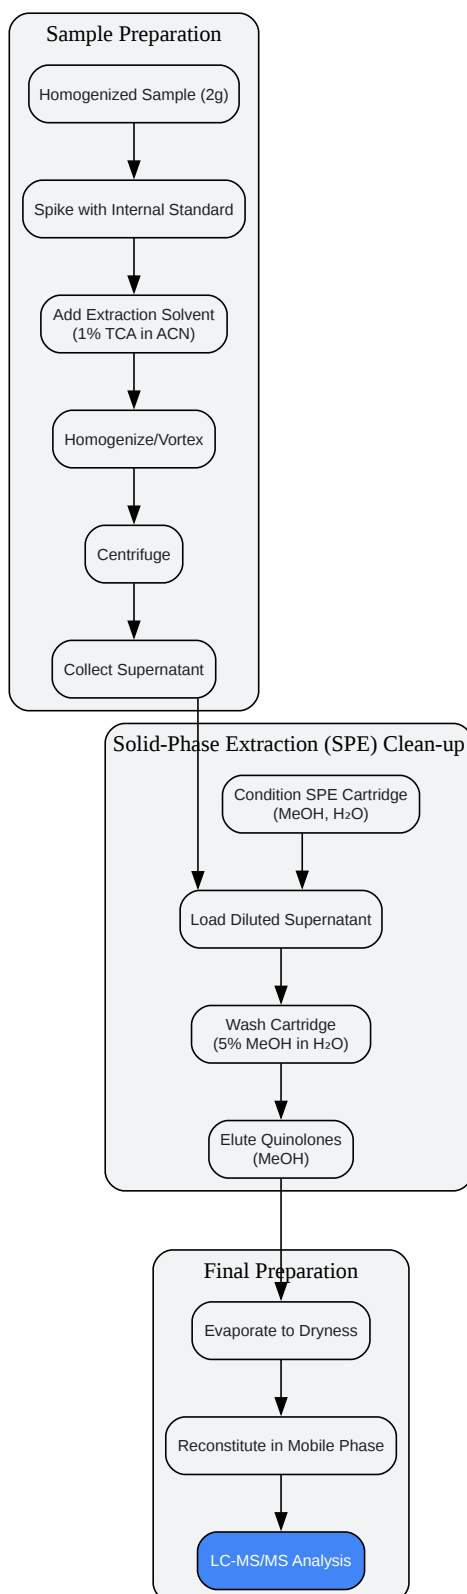 Sample Preparation
Homogenized Sample (2g)
Spike with Internal Standard
Add Extraction Solvent
(1% TCA in ACN)
Homogenize/Vortex
Centrifuge
Collect Supernatant
Solid-Phase Extraction (SPE) Clean-up
Condition SPE Cartridge
(MeOH, H₂O)
Load Diluted Supernatant
Wash Cartridge
(5% MeOH in H₂O)
Elute Quinolones
(MeOH)
Final Preparation
Evaporate to Dryness
Reconstitute in Mobile Phase
LC-MS/MS Analysis